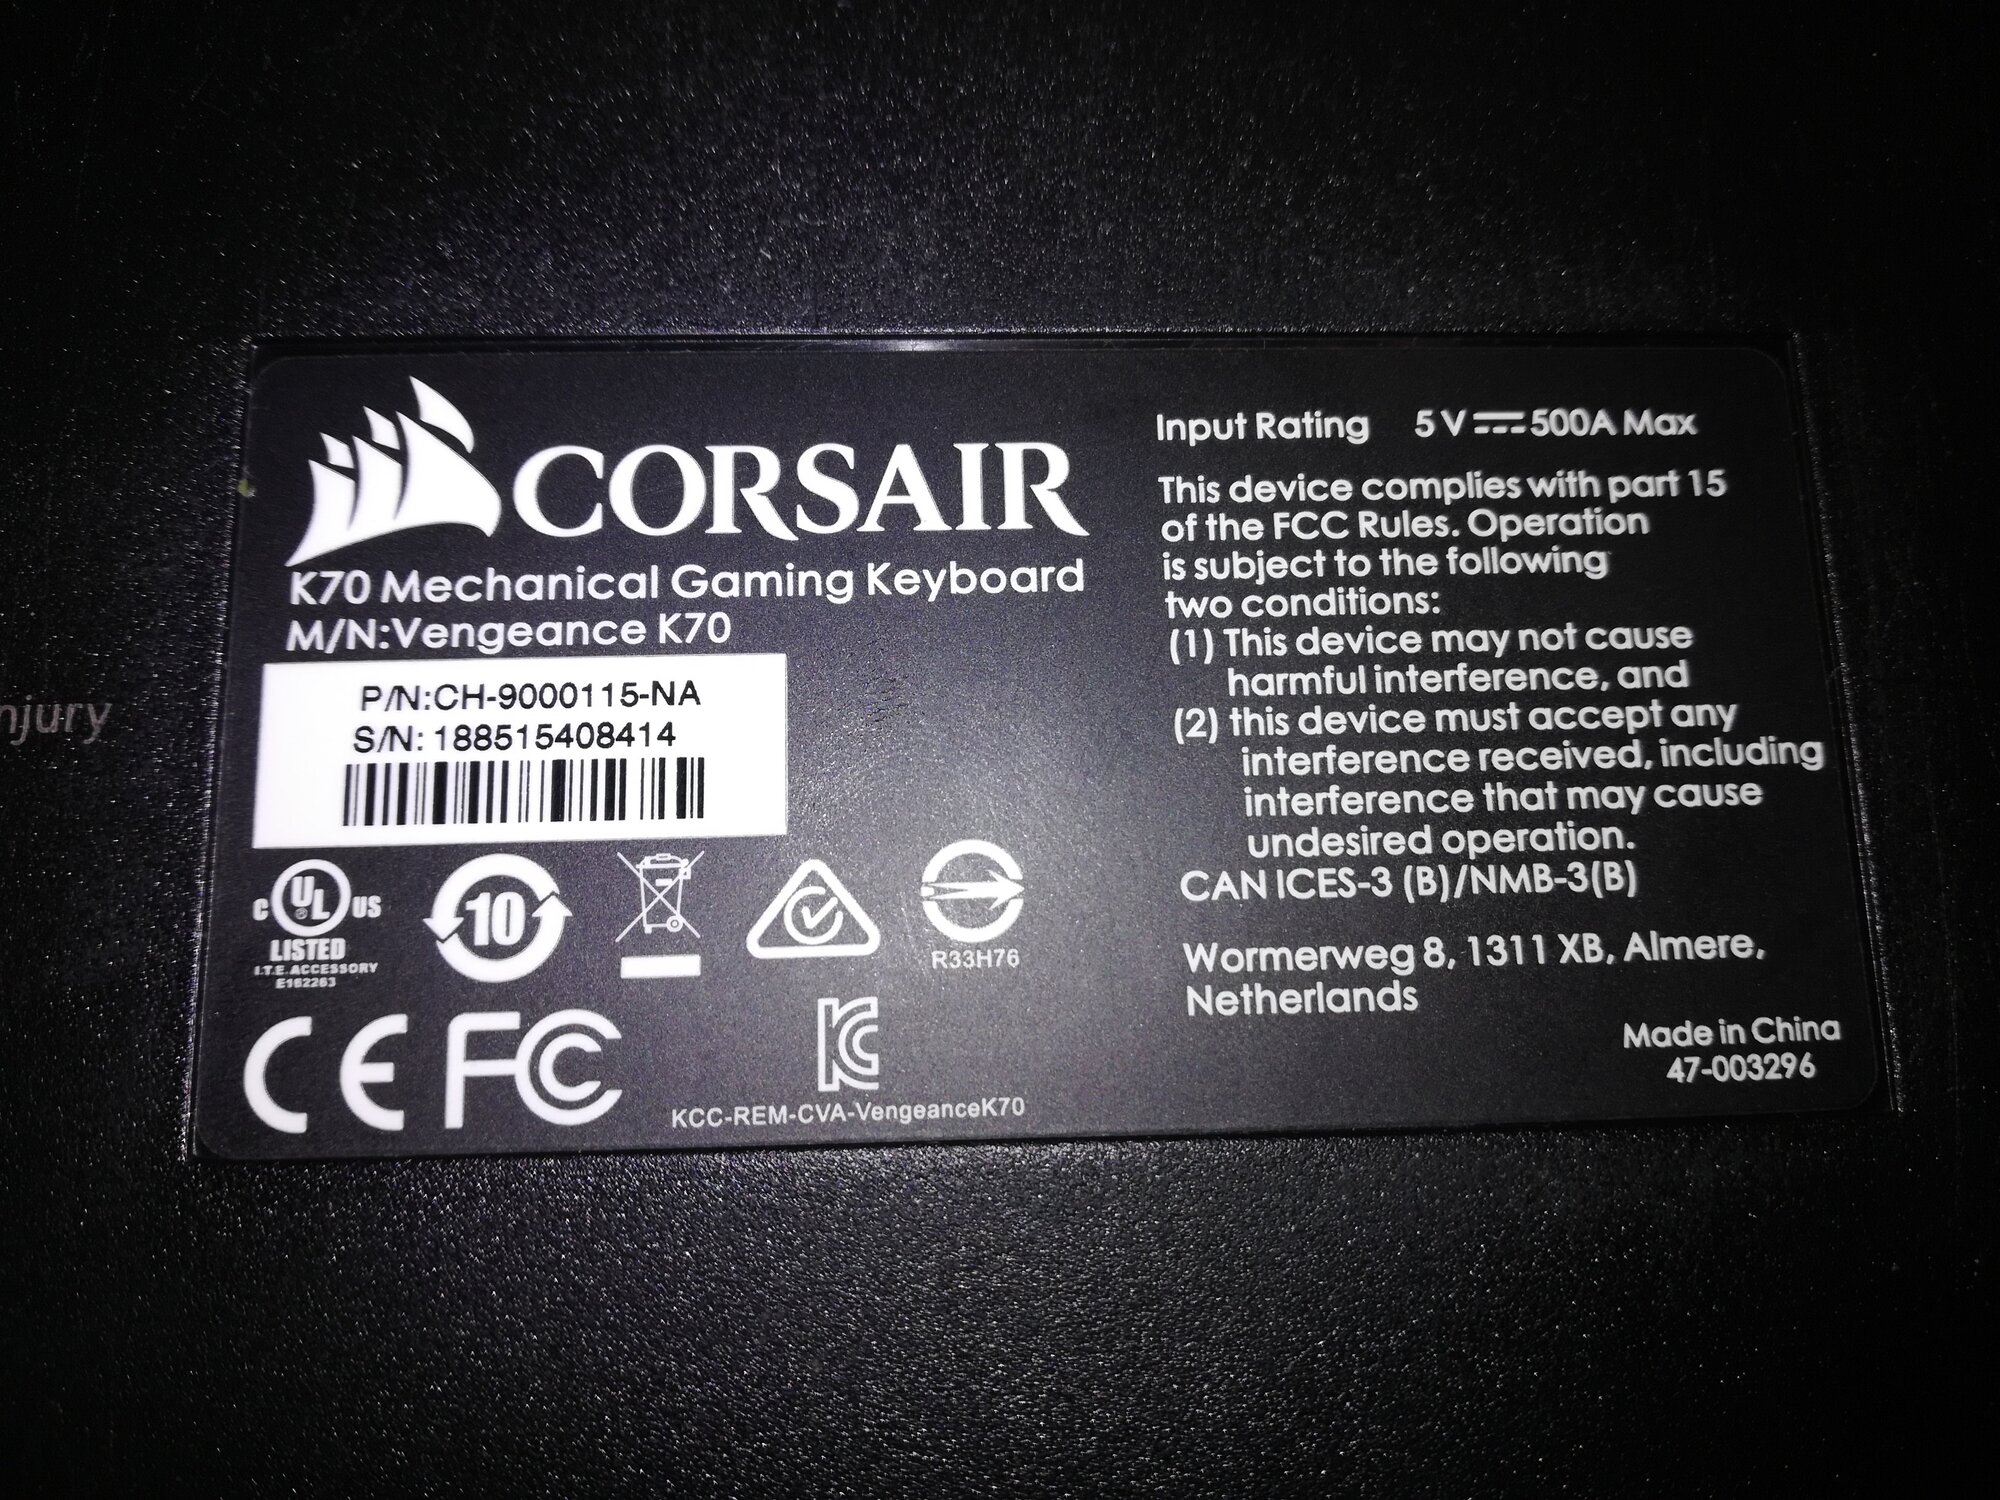 CORSAIR
K70 Mechanical Gaming Keyboard
M/N:Vengeance K70
P/N:CH-9000115-NA
S/N: 188515408414
C UL ® US
LISTED
I.T.E. ACCESSORY
E162263
10
R33H76
CE FC
KC
KCC-REM-CVA-VengeanceK70
Input Rating 5 V ⎓ 500A Max
This device complies with part 15
of the FCC Rules. Operation
is subject to the following
two conditions:
(1) This device may not cause
harmful interference, and
(2) this device must accept any
interference received, including
interference that may cause
undesired operation.
CAN ICES-3 (B)/NMB-3(B)
Wormerweg 8, 1311 XB, Almere,
Netherlands
Made in China
47-003296
njury